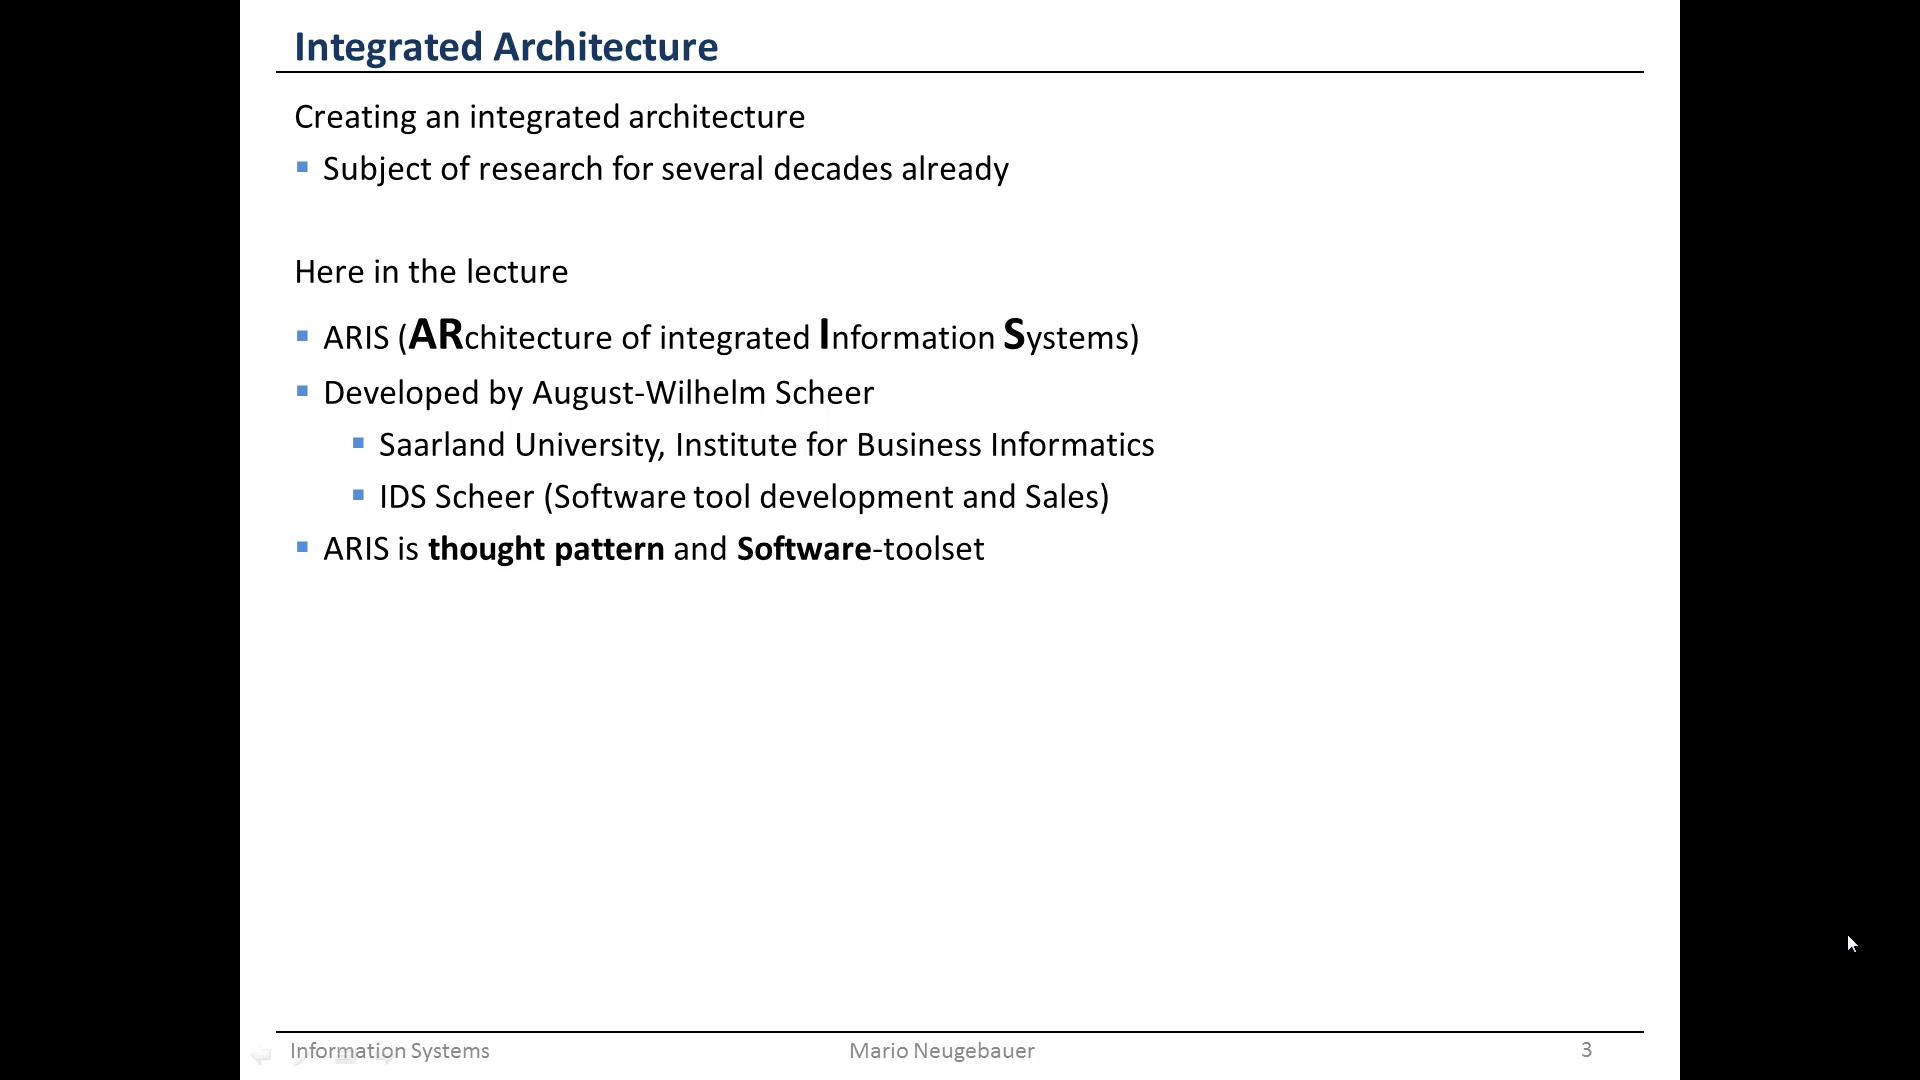 Integrated Architecture
Creating an integrated architecture
Subject of research for several decades already
Here in the lecture
ARIS (ARchitecture of integrated Information Systems)
Developed by August-Wilhelm Scheer
Saarland University, Institute for Business Informatics
IDS Scheer (Software tool development and Sales)
ARIS is thought pattern and Software-toolset
Information Systems
Mario Neugebauer
3